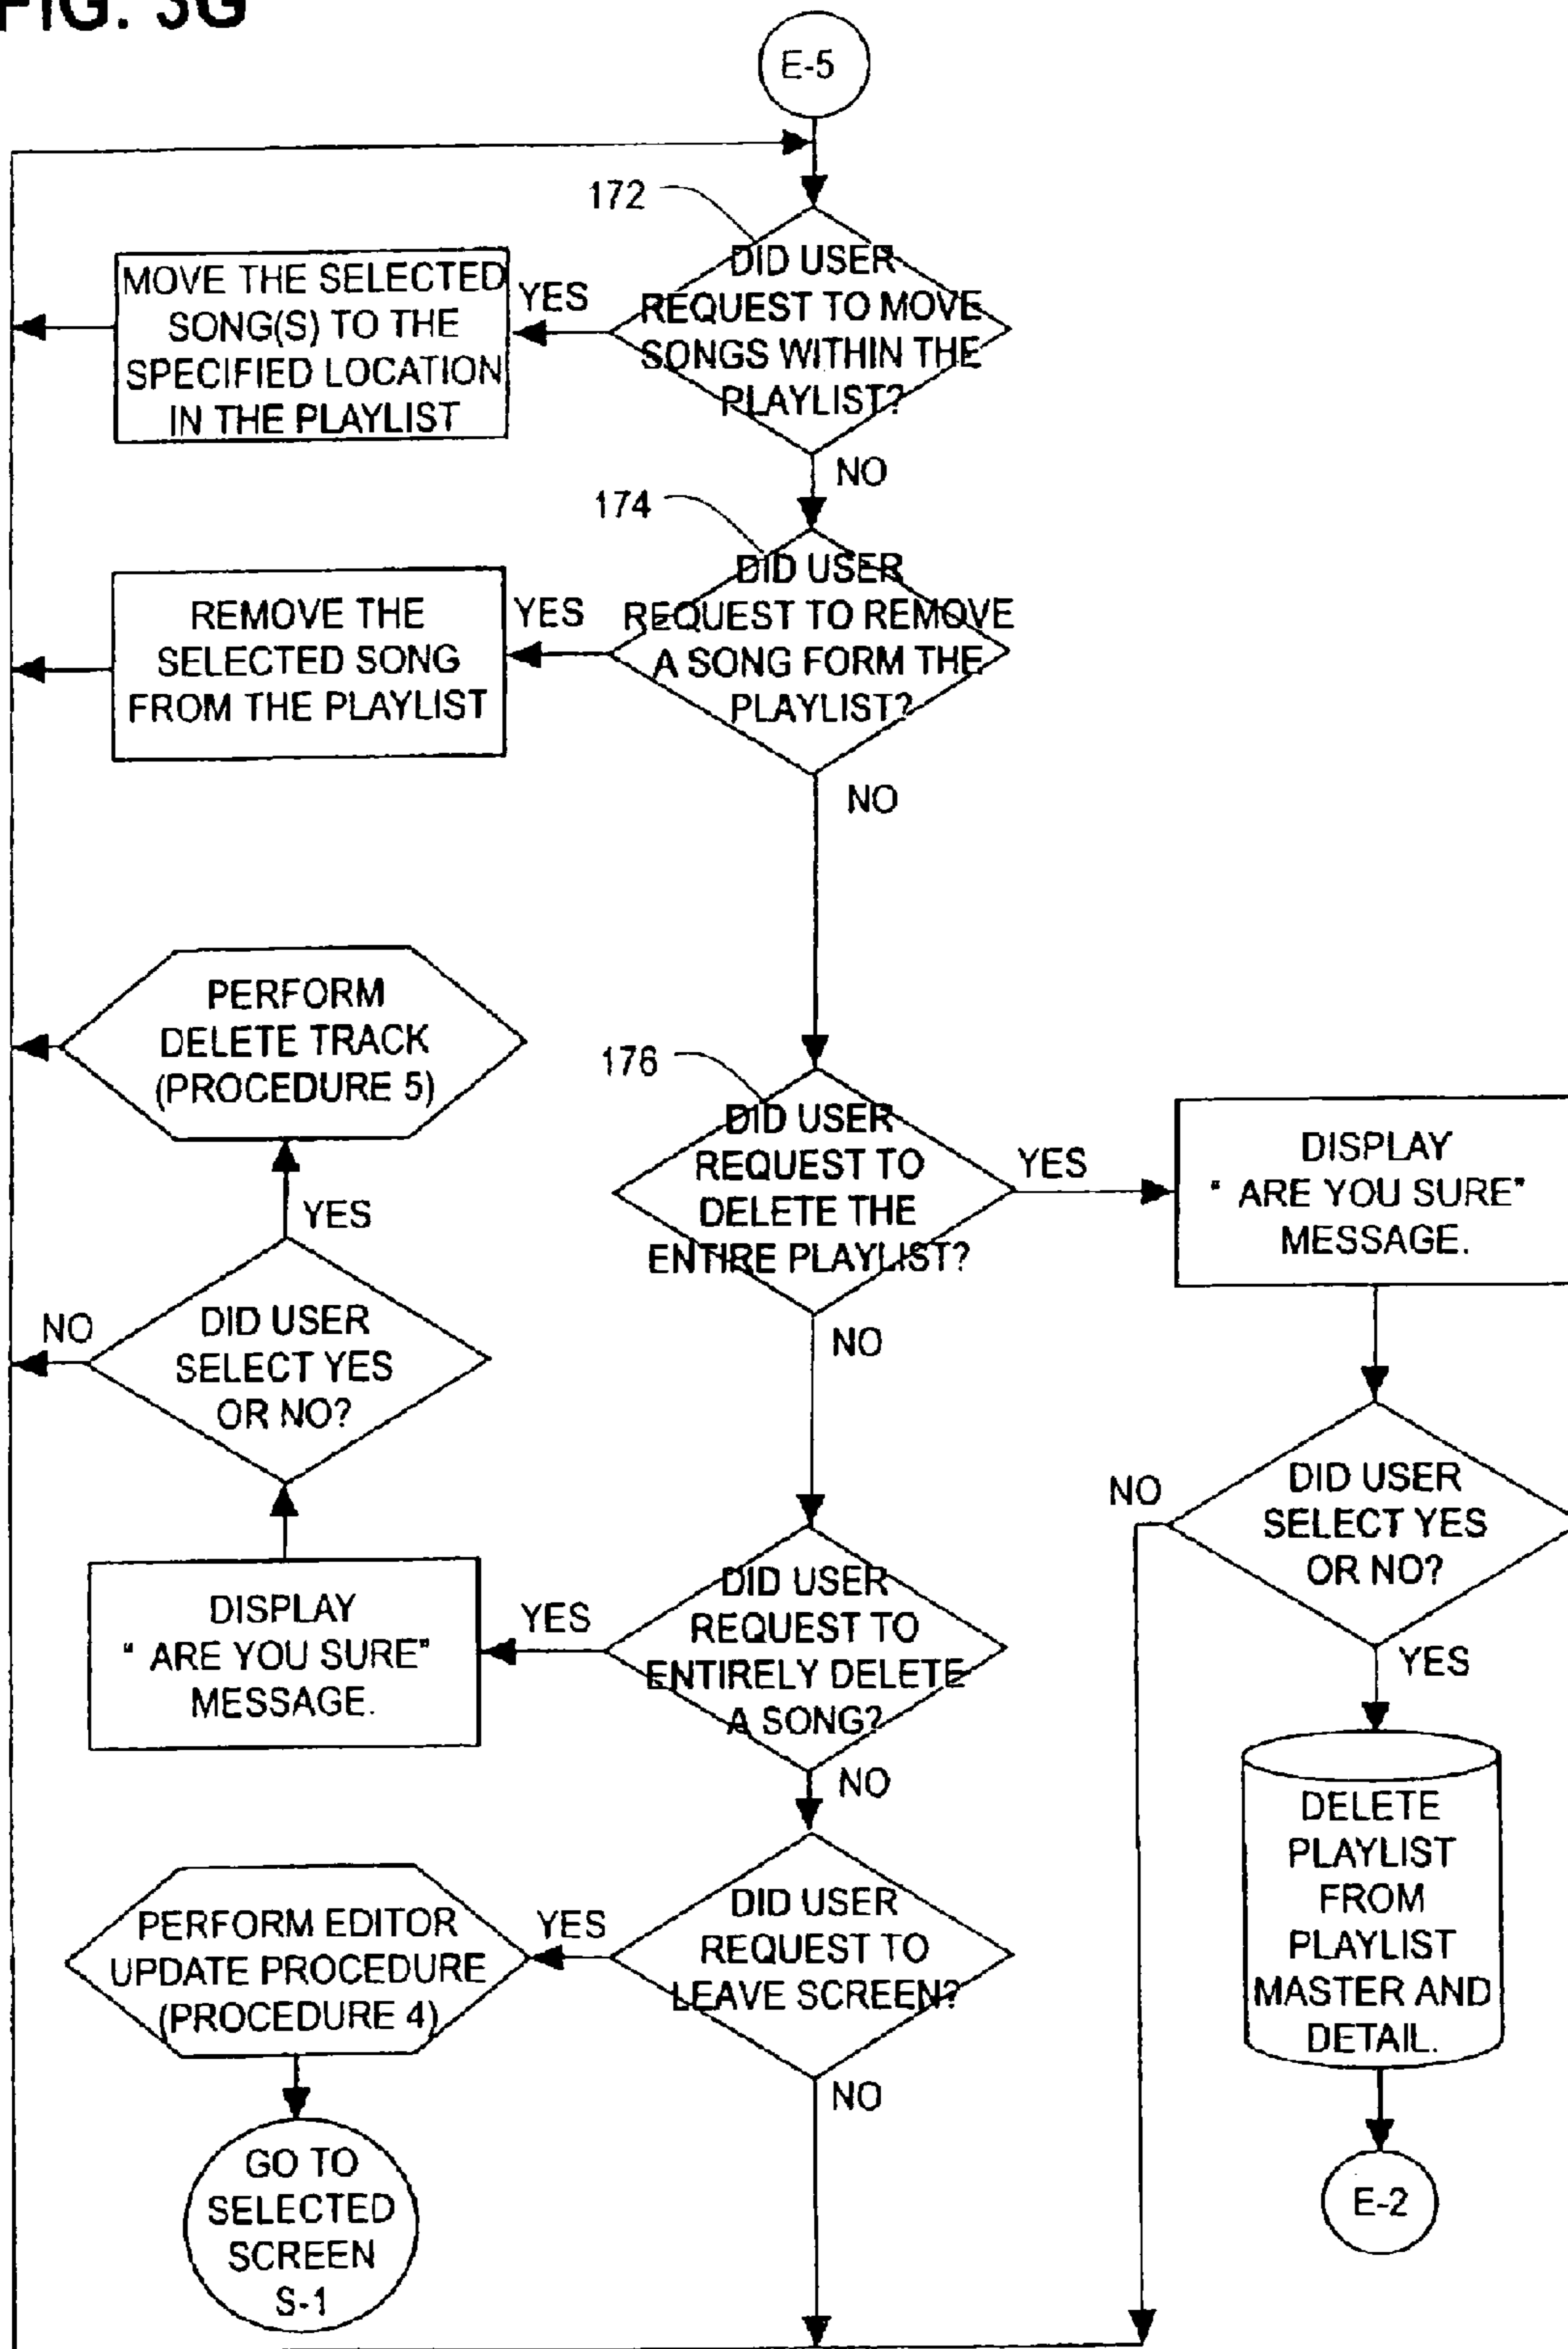 FIG. 3G
E-5
172
DID USER
REQUEST TO MOVE
SONGS WITHIN THE
PLAYLIST?
YES
MOVE THE SELECTED
SONG(S) TO THE
SPECIFIED LOCATION
IN THE PLAYLIST
NO
174
DID USER
REQUEST TO REMOVE
A SONG FORM THE
PLAYLIST?
YES
REMOVE THE
SELECTED SONG
FROM THE PLAYLIST
NO
PERFORM
DELETE TRACK
(PROCEDURE 5)
176
DID USER
REQUEST TO
DELETE THE
ENTIRE PLAYLIST?
YES
DISPLAY
" ARE YOU SURE"
MESSAGE.
YES
NO
DID USER
SELECT YES
OR NO?
NO
NO
DID USER
SELECT YES
OR NO?
YES
DISPLAY
" ARE YOU SURE"
MESSAGE.
YES
DID USER
REQUEST TO
ENTIRELY DELETE
A SONG?
NO
DELETE
PLAYLIST
FROM
PLAYLIST
MASTER AND
DETAIL.
PERFORM EDITOR
UPDATE PROCEDURE
(PROCEDURE 4)
YES
DID USER
REQUEST TO
LEAVE SCREEN?
NO
GO TO
SELECTED
SCREEN
S-1
E-2